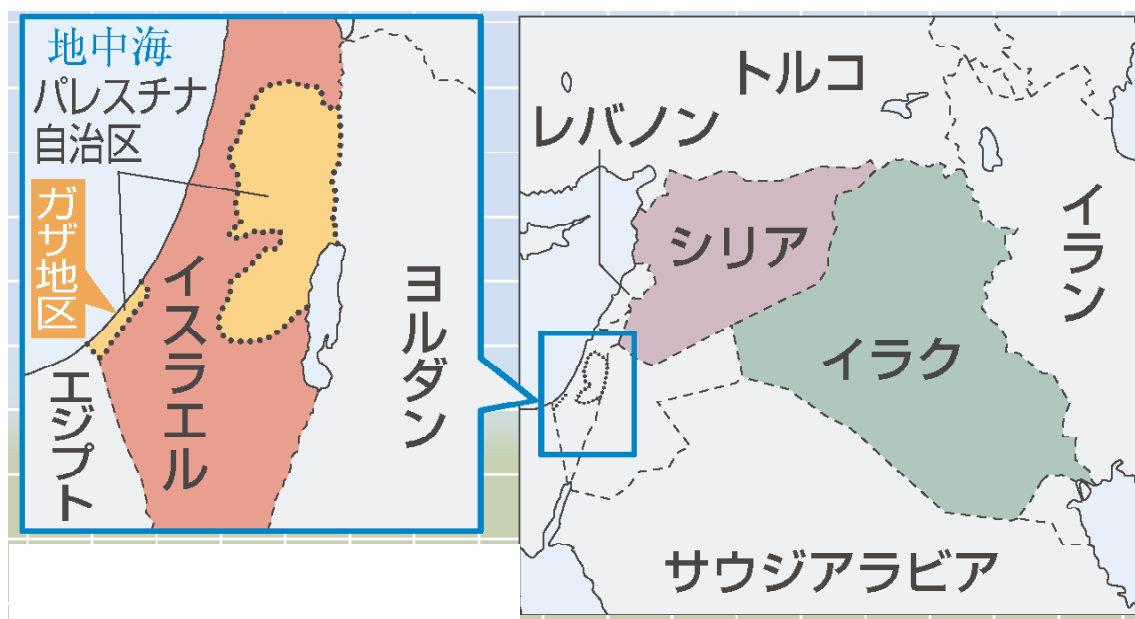 地中海
パレスチナ
自治区
ガザ地区
イスラエル
エジプト
ヨルダン
トルコ
レバノン
シリア
イラク
イラン
サウジアラビア